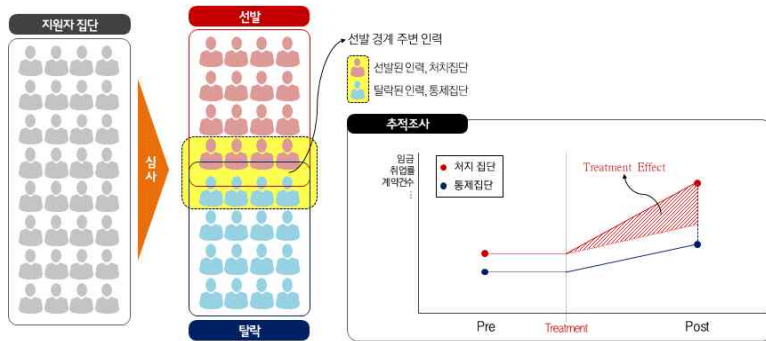 지원자 집단
심사
선발
탈락
선발 경계 주변 인력
선발된 인력, 처치집단
탈락된 인력, 통제집단
추적조사
임금
취업률
계약건수
⋮
처치 집단
통제집단
Treatment Effect
Pre
Treatment
Post